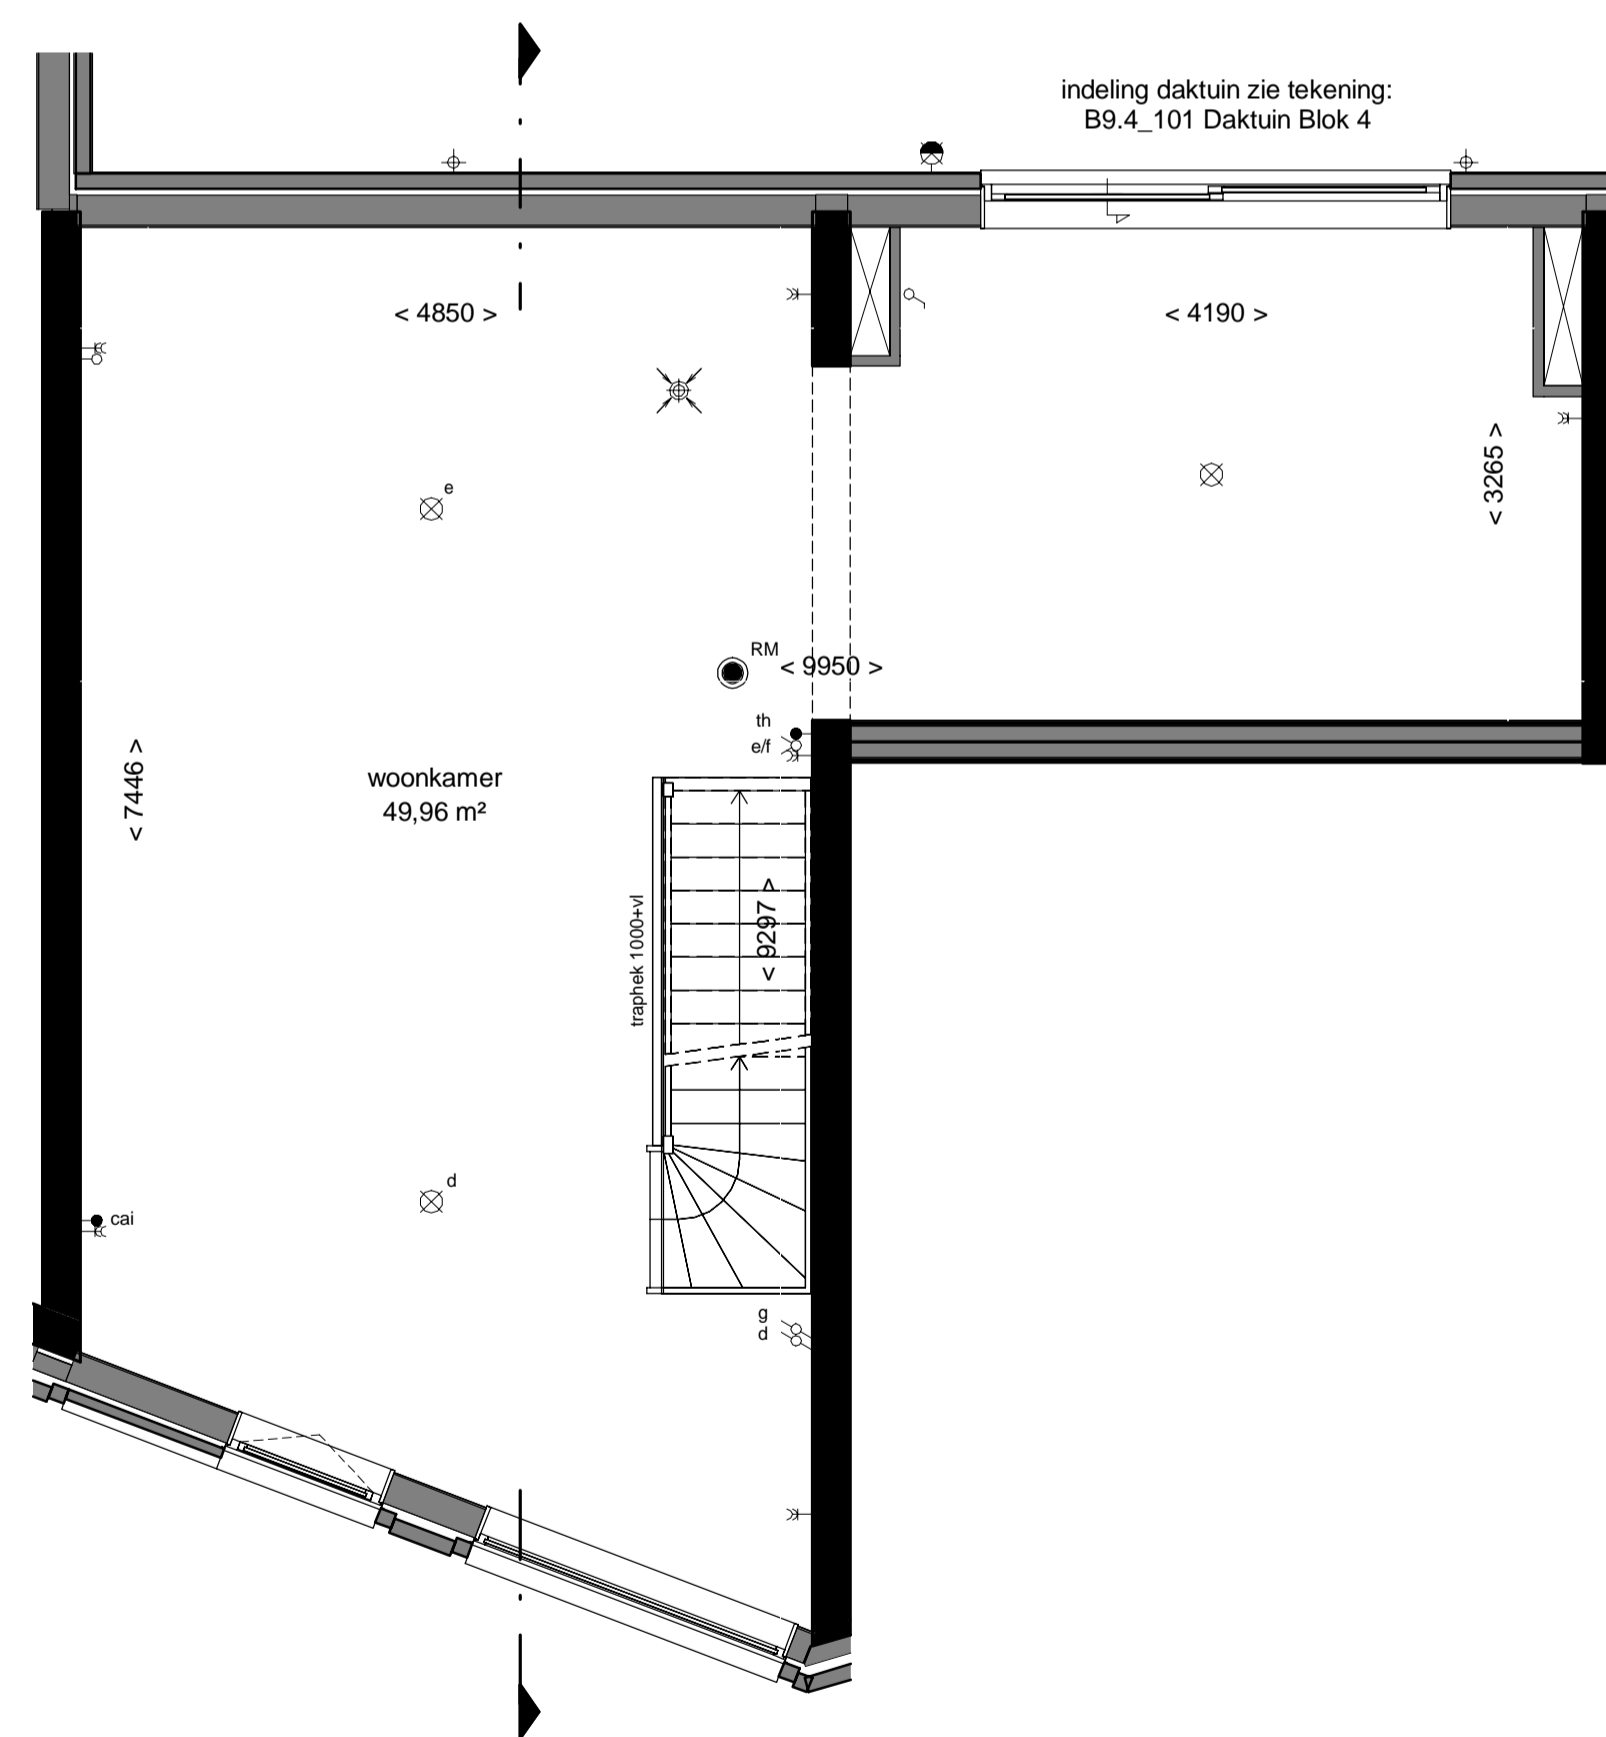 indeling daktuin zie tekening:
B9.4_101 Daktuin Blok 4
< 4850 >
< 4190 >
< 3265 >
e
RM
< 9950 >
th
e/f
< 7446 >
woonkamer
49,96 m²
traphek 1000+vl
< 9297 >
d
cai
g
d